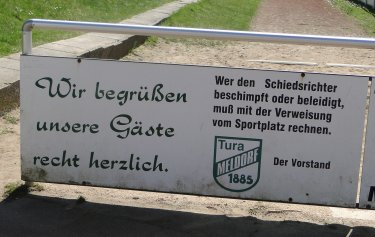 Wir begrüßen
unsere Gäste
recht herzlich.
Wer den Schiedsrichter
beschimpft oder beleidigt,
muß mit der Verweisung
vom Sportplatz rechnen.
Tura
MELDORF
1885
Der Vorstand